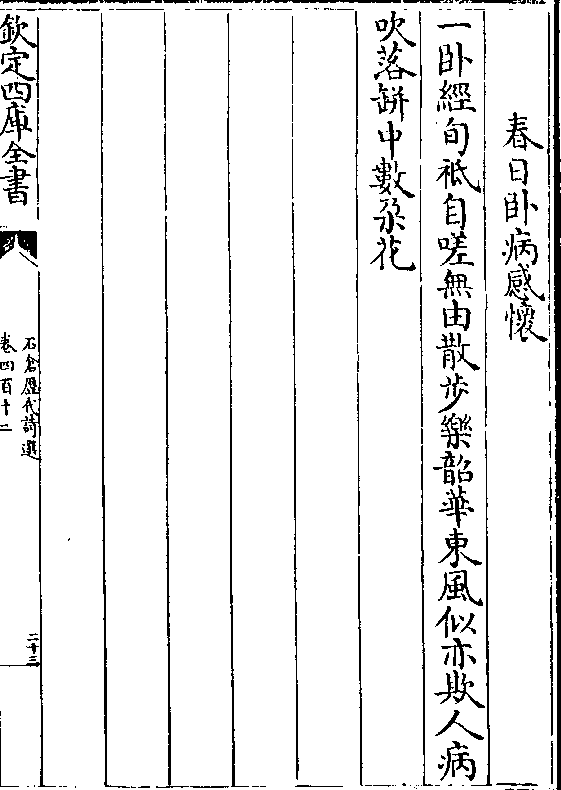 春日卧病感懷
一卧經旬祗自嗟無由散步樂韶華東風似亦欺人病
吹落缾中數朶花
欽定四庫全書
石倉歷代詩選
卷四百十二
二十三